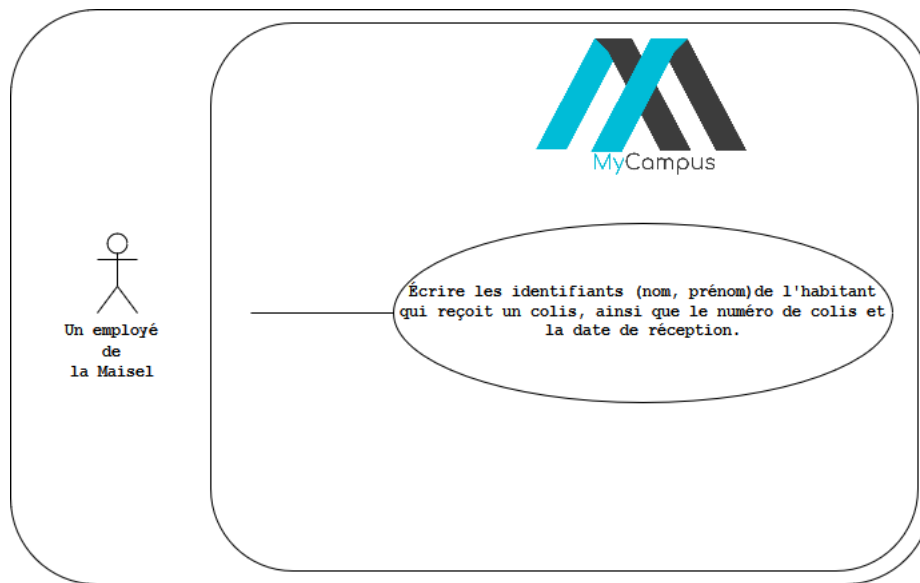 MyCampus
Écrire les identifiants (nom, prénom)de l'habitant
qui reçoit un colis, ainsi que le nuúméro de colis et
la date de réception.
Un employé
de
la Maisel